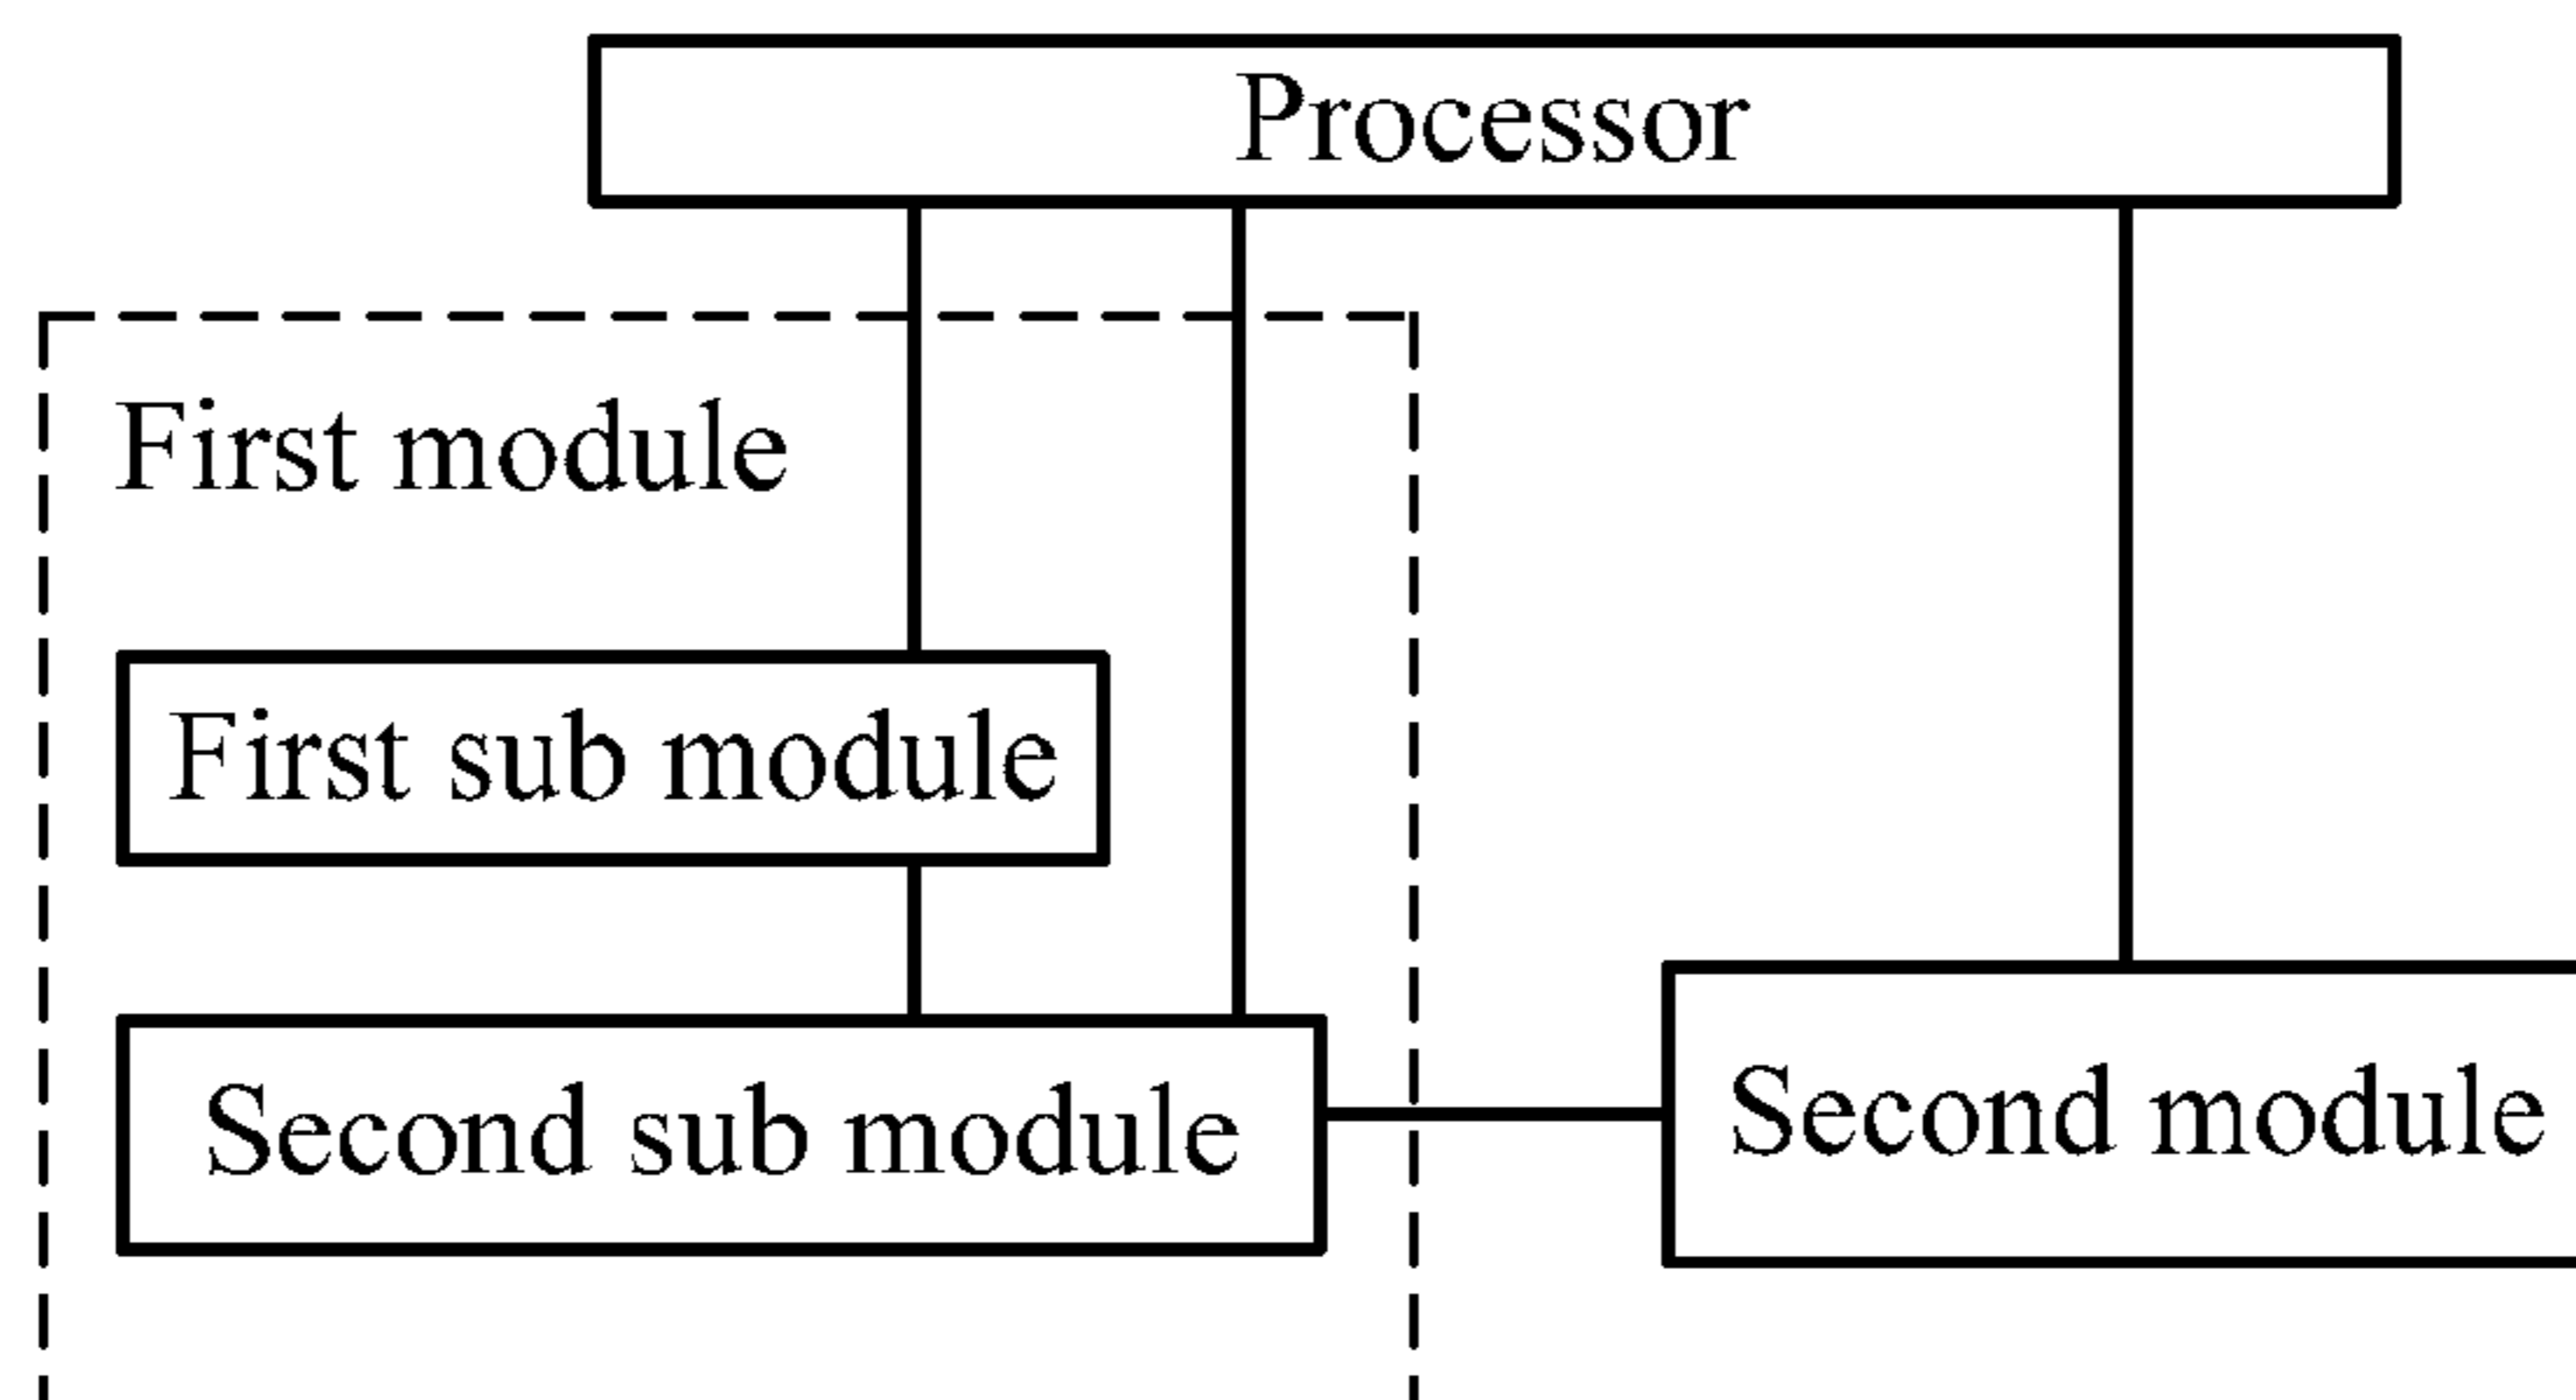 Processor
First module
First sub module
Second sub module
Second module